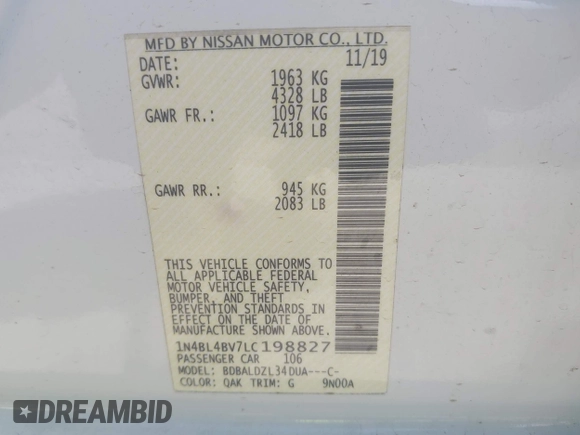 MFD BY NISSAN MOTOR CO., LTD.
DATE: 11/19
GVWR: 1963 KG
4328 LB
GAWR FR.: 1097 KG
2418 LB
GAWR RR.: 945 KG
2083 LB
THIS VEHICLE CONFORMS TO
ALL APPLICABLE FEDERAL
MOTOR VEHICLE SAFETY,
BUMPER, AND THEFT
PREVENTION STANDARDS IN
EFFECT ON THE DATE OF
MANUFACTURE SHOWN ABOVE.
1N4BL4BV7LC198827
PASSENGER CAR 106
MODEL: BDBALDZL34DUA---C-
COLOR: QAK TRIM: G 9N00A
DREAMBID